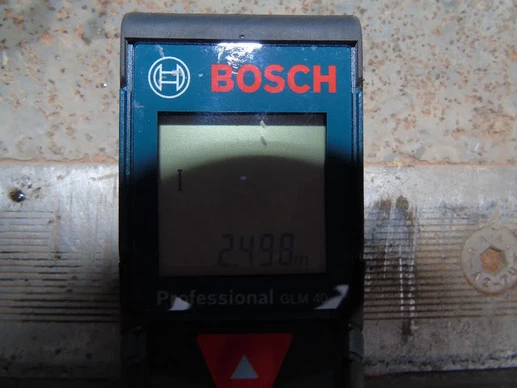 BOSCH
2.498m
Professional GLM 40